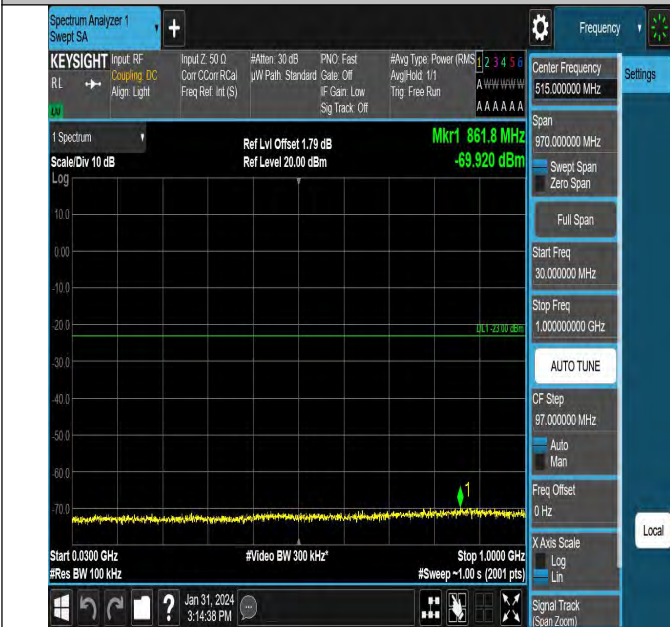 Spectrum Analyzer 1
Swept SA
+
Frequency
KEYSIGHT
RL
LXI
Input: RF
Coupling: DC
Align: Light
Input Z: 50 Ω
Corr CCorr RCal
Freq Ref: Int (S)
#Atten: 30 dB
µW Path: Standard
PNO: Fast
Gate: Off
IF Gain: Low
Sig Track: Off
#Avg Type: Power (RMS
Avg|Hold: 1/1
Trig: Free Run
1 2 3 4 5 6
A W W W W W
A A A A A A
1 Spectrum
Scale/Div 10 dB
Log
Ref Lvl Offset 1.79 dB
Ref Level 20.00 dBm
Mkr1 861.8 MHz
-69.920 dBm
10.0
0.00
-10.0
-20.0
DL1 -23.00 dBm
-30.0
-40.0
-50.0
-60.0
-70.0
1
Start 0.0300 GHz
#Res BW 100 kHz
#Video BW 300 kHz*
Stop 1.0000 GHz
#Sweep ~1.00 s (2001 pts)
?
Jan 31, 2024
3:14:38 PM
Center Frequency
515.000000 MHz
Settings
Span
970.000000 MHz
Swept Span
Zero Span
Full Span
Start Freq
30.000000 MHz
Stop Freq
1.000000000 GHz
AUTO TUNE
CF Step
97.000000 MHz
Auto
Man
Freq Offset
0 Hz
X Axis Scale
Log
Lin
Local
Signal Track
(Span Zoom)